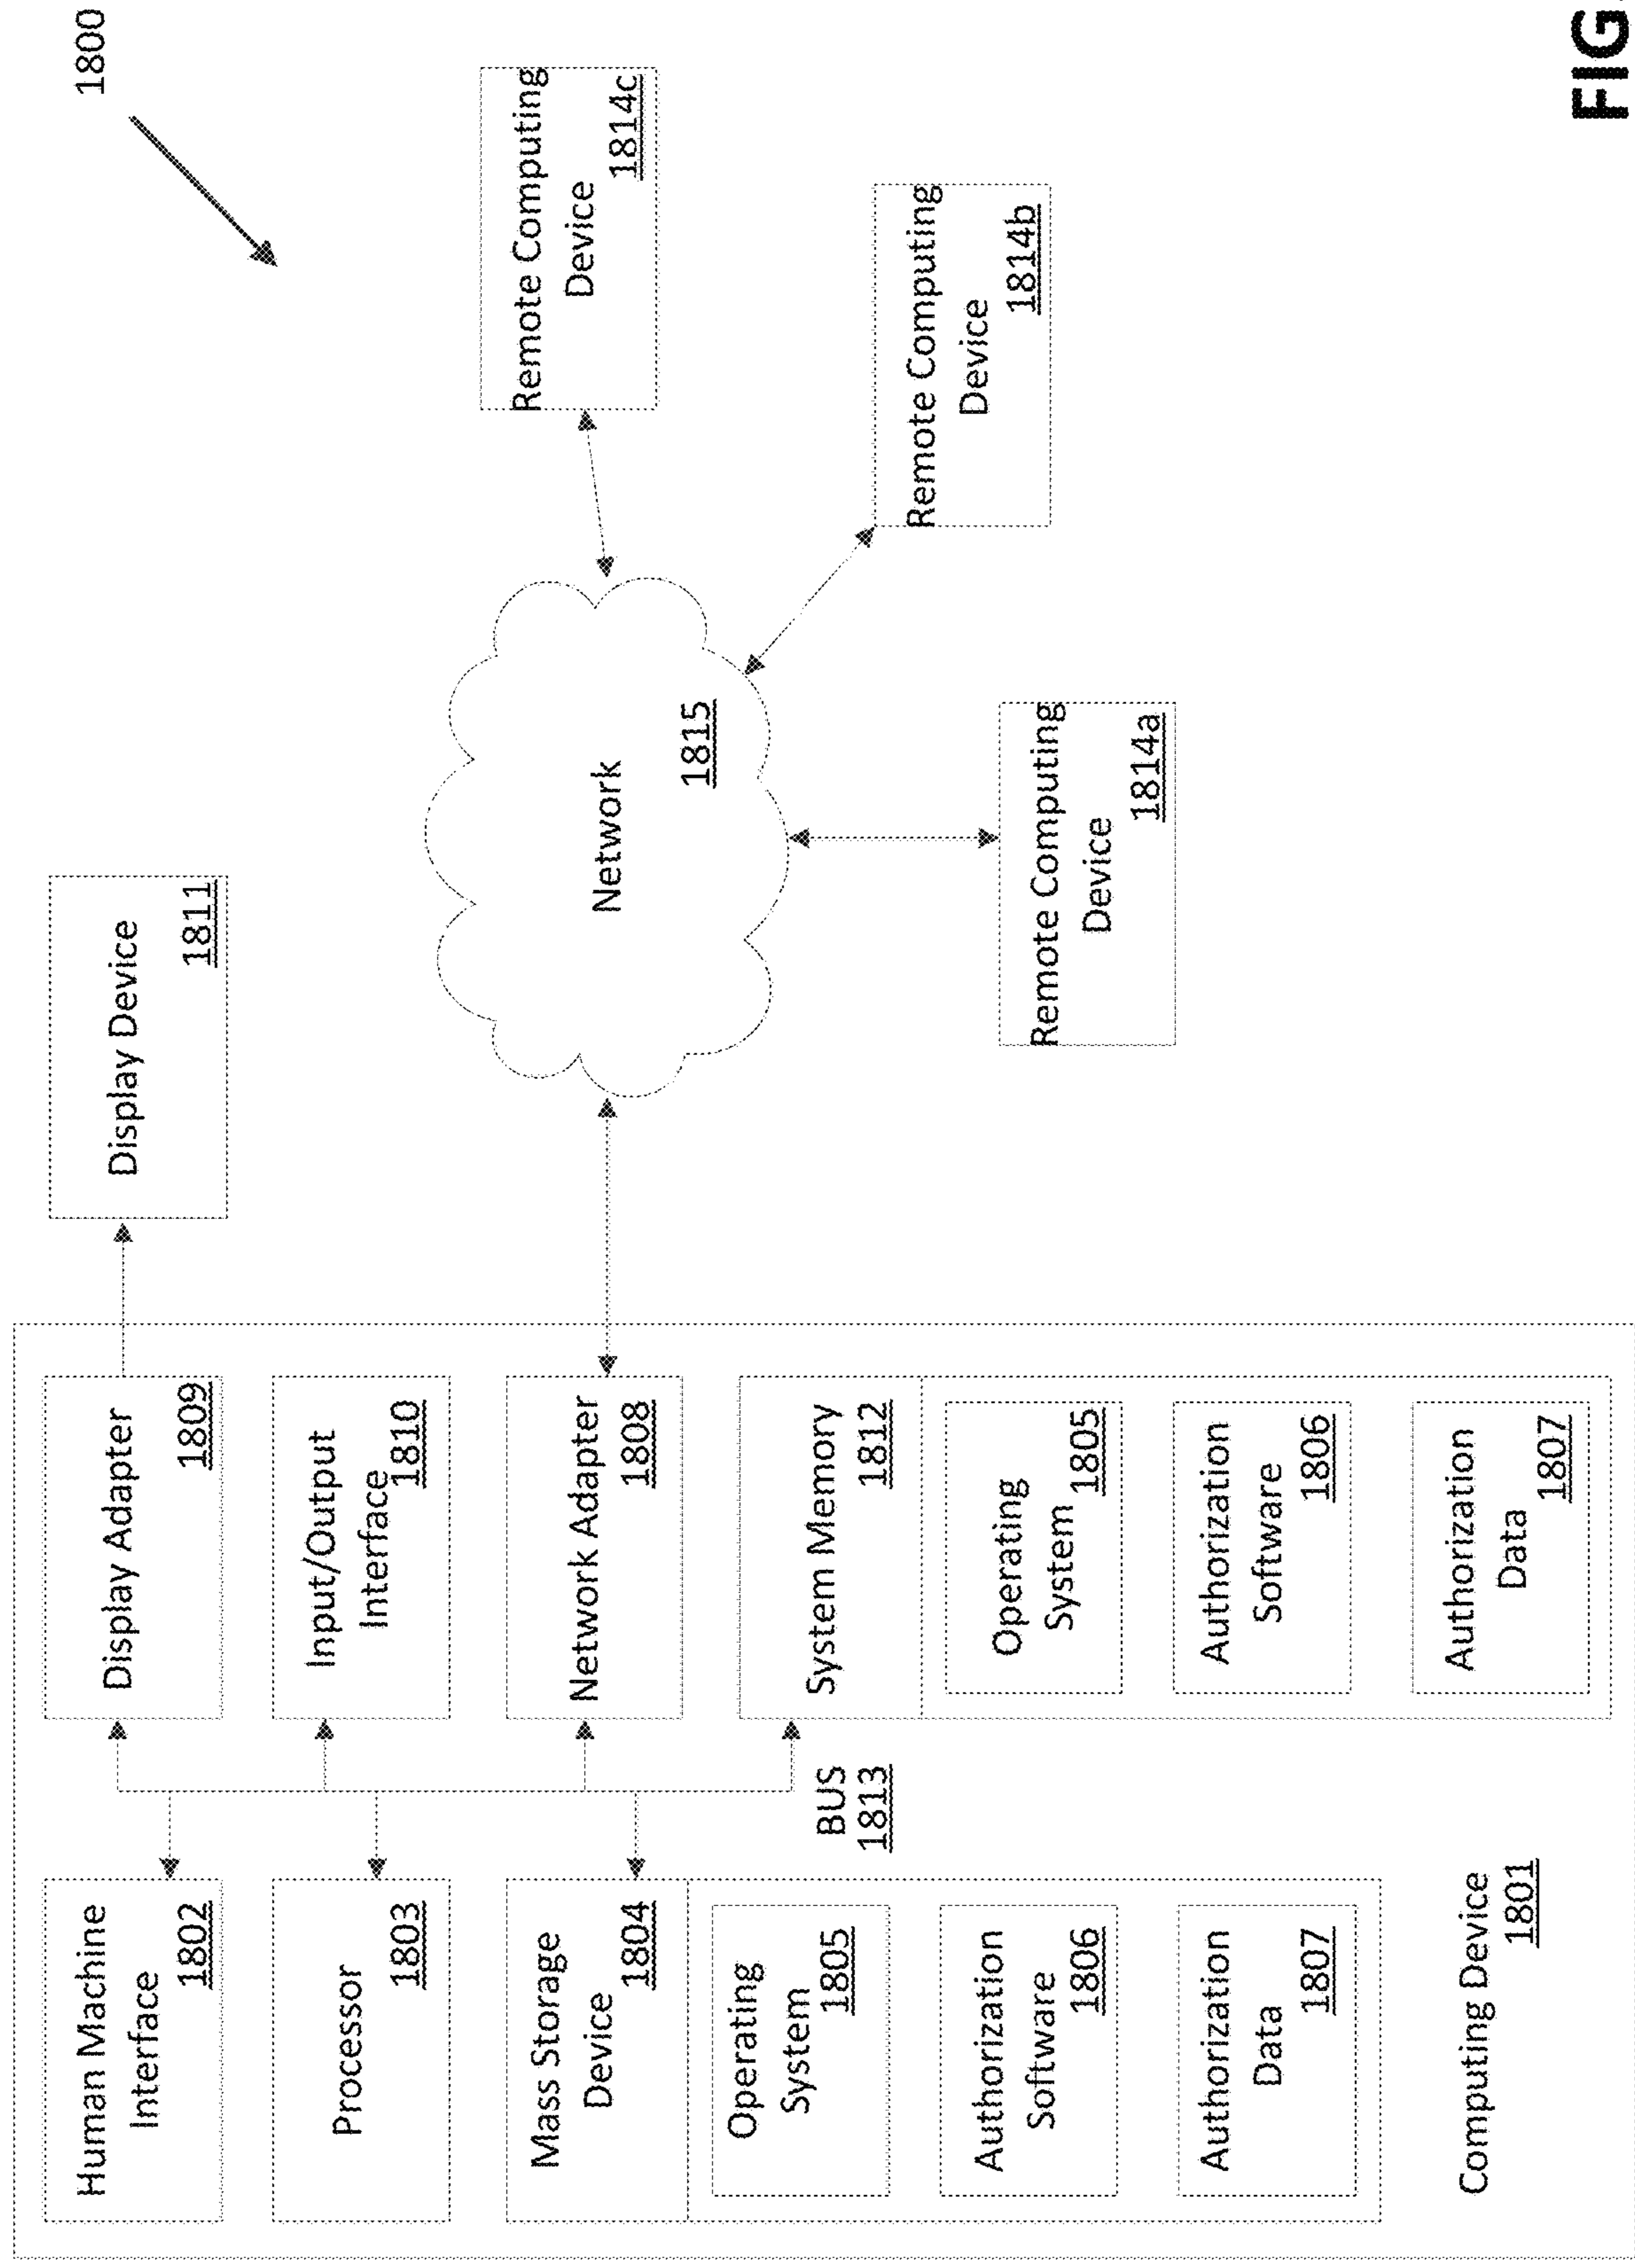 1800
Human Machine
Interface
1802
Display Adapter
1809
Display Device
1811
Processor
1803
Input/Output
Interface
1810
Mass Storage
Device
1804
Network Adapter
1808
Network
1815
Remote Computing
Device
1814c
Operating
System
1805
Authorization
Software
1806
Authorization
Data
1807
BUS
1813
System Memory
1812
Operating
System
1805
Authorization
Software
1806
Authorization
Data
1807
Remote Computing
Device
1814b
Remote Computing
Device
1814a
Computing Device
1801
FIG.